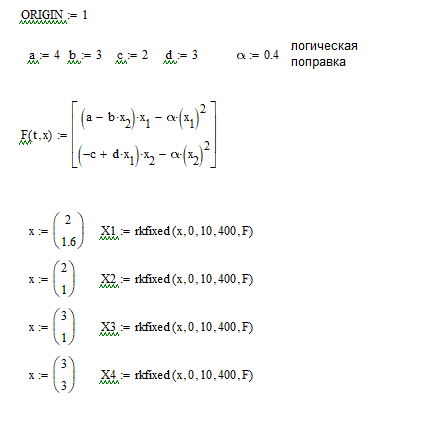 ORIGIN := 1
a := 4 b := 3 c := 2 d := 3 α := 0.4 логическая поправка
F(t,x) := [ (a − b·x₂)·x₁ − α·(x₁)²
(−c + d·x₁)·x₂ − α·(x₂)² ]
x := (2 1.6) X1 := rkfixed(x,0,10,400,F)
x := (2 1) X2 := rkfixed(x,0,10,400,F)
x := (3 1) X3 := rkfixed(x,0,10,400,F)
x := (3 3) X4 := rkfixed(x,0,10,400,F)